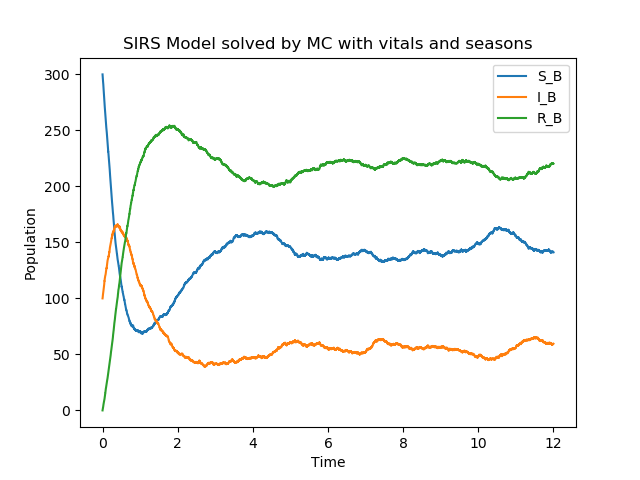 SIRS Model solved by MC with vitals and seasons
S_B
I_B
R_B
300
250
200
150
100
50
0
Population
0 2 4 6 8 10 12
Time